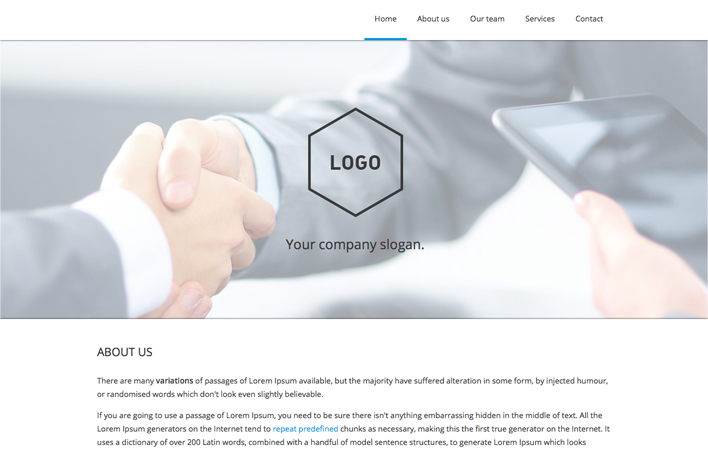 Home About us Our team Services Contact
LOGO
Your company slogan.
ABOUT US
There are many variations of passages of Lorem Ipsum available, but the majority have suffered alteration in some form, by injected humour,
or randomised words which don't look even slightly believable.
If you are going to use a passage of Lorem Ipsum, you need to be sure there isn't anything embarrassing hidden in the middle of text. All the
Lorem Ipsum generators on the Internet tend to repeat predefined chunks as necessary, making this the first true generator on the Internet. It
uses a dictionary of over 200 Latin words, combined with a handful of model sentence structures, to generate Lorem Ipsum which looks